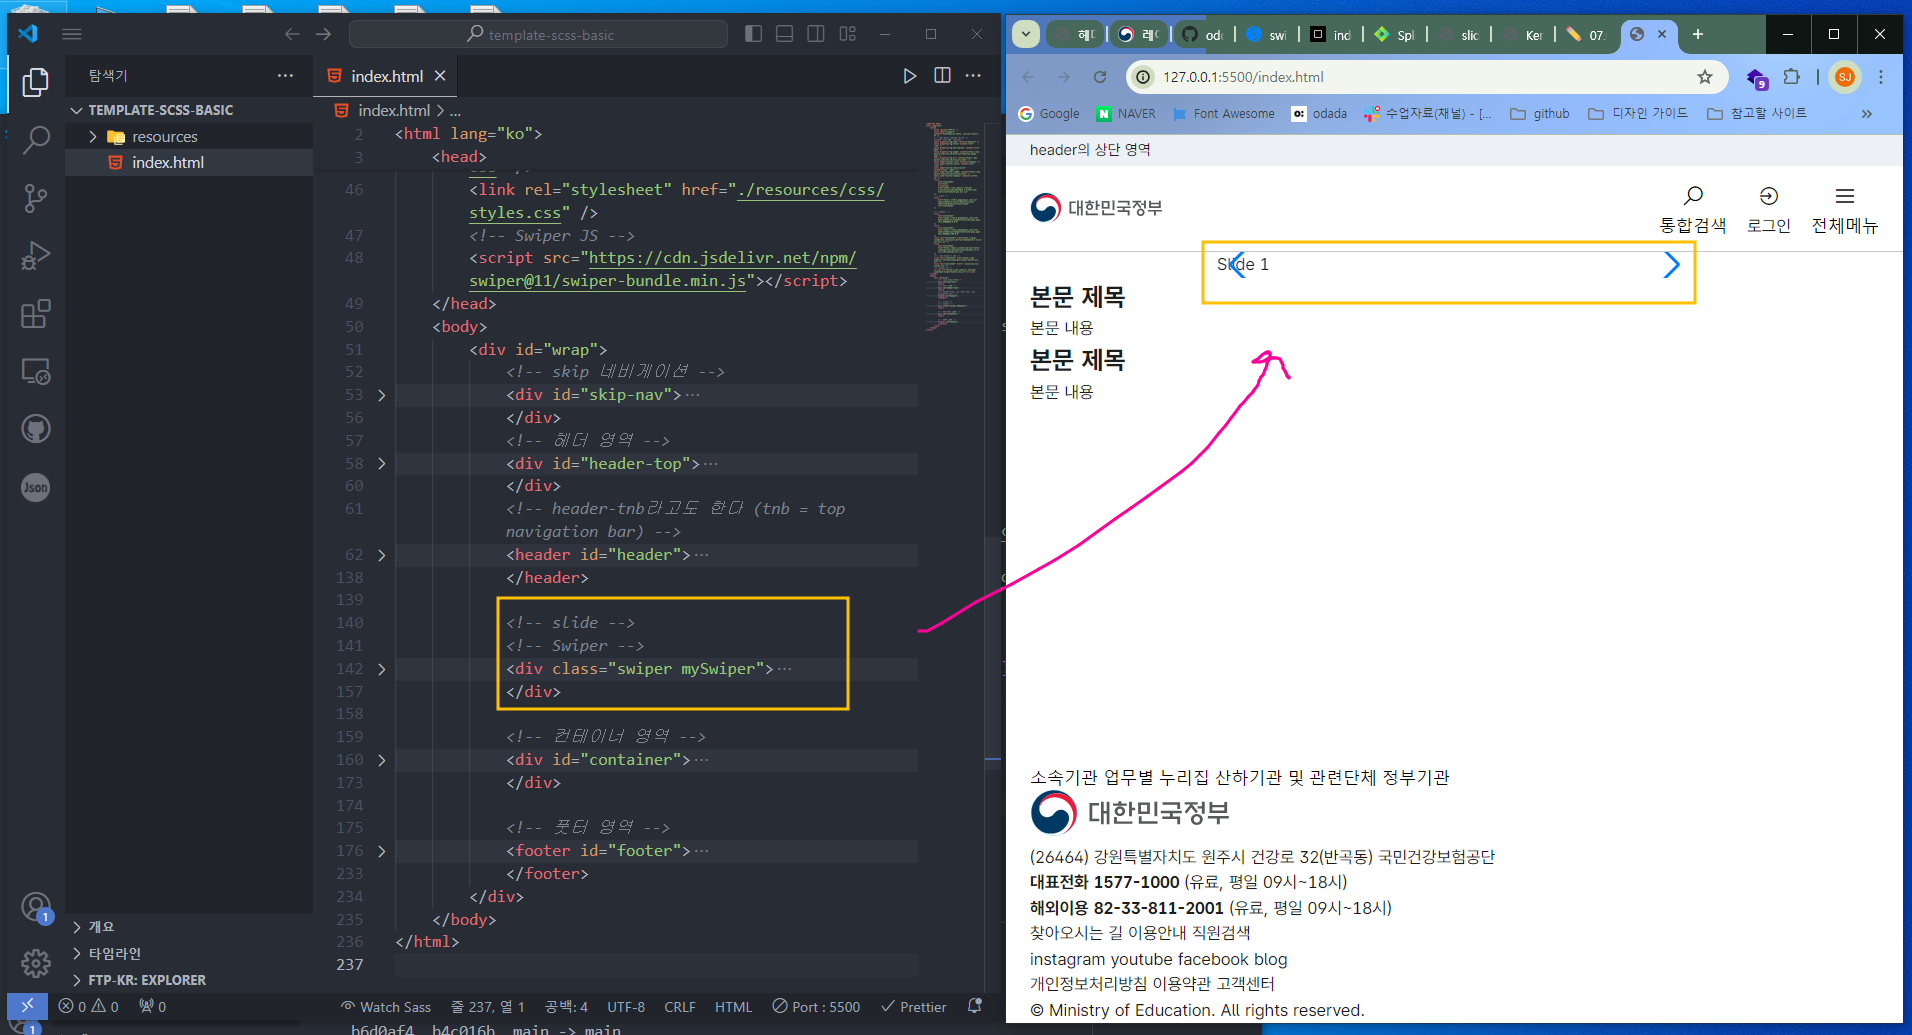 template-scss-basic
탐색기
TEMPLATE-SCSS-BASIC
resources
index.html
개요
타임라인
FTP-KR: EXPLORER
index.html
index.html > ...
2 <html lang="ko">
3 <head>
css" />
46 <link rel="stylesheet" href="./resources/css/
styles.css" />
47 <!-- Swiper JS -->
48 <script src="https://cdn.jsdelivr.net/npm/
swiper@11/swiper-bundle.min.js"></script>
49 </head>
50 <body>
51 <div id="wrap">
52 <!-- skip 네비게이션 -->
53 <div id="skip-nav">…
56 </div>
57 <!-- 헤더 영역 -->
58 <div id="header-top">…
60 </div>
61 <!-- header-tnb라고도 한다 (tnb = top
navigation bar) -->
62 <header id="header">…
138 </header>
139
140 <!-- slide -->
141 <!-- Swiper -->
142 <div class="swiper mySwiper">…
157 </div>
158
159 <!-- 컨테이너 영역 -->
160 <div id="container">…
173 </div>
174
175 <!-- 풋터 영역 -->
176 <footer id="footer">…
233 </footer>
234 </div>
235 </body>
236 </html>
237
Json
1
0 0 0 Watch Sass 줄 237, 열 1 공백: 4 UTF-8 CRLF HTML Port : 5500 Prettier
1
b6d0af4..b4c016b main -> main
헤 레 odo swi ind Spl slic Ker 07.
127.0.0.1:5500/index.html
9
SJ
Google NAVER Font Awesome odada 수업자료(채널) - [... github 디자인 가이드 참고할 사이트 »
header의 상단 영역
대한민국정부
통합검색 로그인 전체메뉴
Slide 1
본문 제목
본문 내용
본문 제목
본문 내용
소속기관 업무별 누리집 산하기관 및 관련단체 정부기관
대한민국정부
(26464) 강원특별자치도 원주시 건강로 32(반곡동) 국민건강보험공단
대표전화 1577-1000 (유료, 평일 09시~18시)
해외이용 82-33-811-2001 (유료, 평일 09시~18시)
찾아오시는 길 이용안내 직원검색
instagram youtube facebook blog
개인정보처리방침 이용약관 고객센터
© Ministry of Education. All rights reserved.